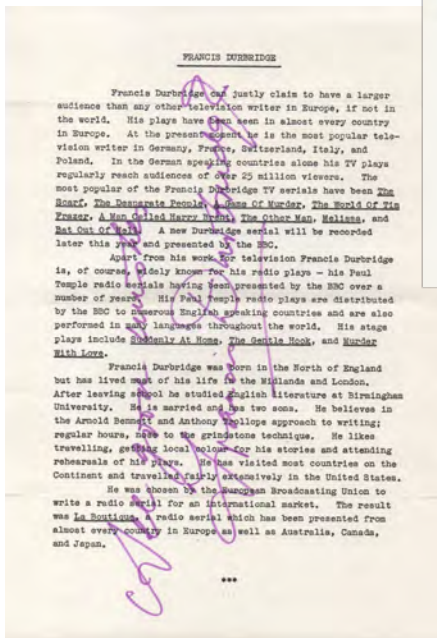 FRANCIS DURBRIDGE
Francis Durbridge can justly claim to have a larger
audience than any other television writer in Europe, if not in
the world. His plays have been seen in almost every country
in Europe. At the present moment he is the most popular tele-
vision writer in Germany, France, Switzerland, Italy, and
Poland. In the German speaking countries alone his TV plays
regularly reach audiences of over 25 million viewers. The
most popular of the Francis Durbridge TV serials have been The
Scarf, The Desperate People, A Game Of Murder, The World Of Tim
Frazer, A Man Called Harry Brent, The Other Man, Melissa, and
Bat Out Of Hell. A new Durbridge serial will be recorded
later this year and presented by the BBC.
Apart from his work for television Francis Durbridge
is, of course, widely known for his radio plays - his Paul
Temple radio serials having been presented by the BBC over a
number of years. His Paul Temple radio plays are distributed
by the BBC to numerous English speaking countries and are also
performed in many languages throughout the world. His stage
plays include Suddenly At Home, The Gentle Hook, and Murder
With Love.
Francis Durbridge was born in the North of England
but has lived most of his life in the Midlands and London.
After leaving school he studied English Literature at Birmingham
University. He is married and has two sons. He believes in
the Arnold Bennett and Anthony Trollope approach to writing;
regular hours, nose to the grindstone technique. He likes
travelling, getting local colour for his stories and attending
rehearsals of his plays. He has visited most countries on the
Continent and travelled fairly extensively in the United States.
He was chosen by the European Broadcasting Union to
write a radio serial for an international market. The result
was La Boutique, a radio serial which has been presented from
almost every country in Europe as well as Australia, Canada,
and Japan.
***
Francis Durbridge